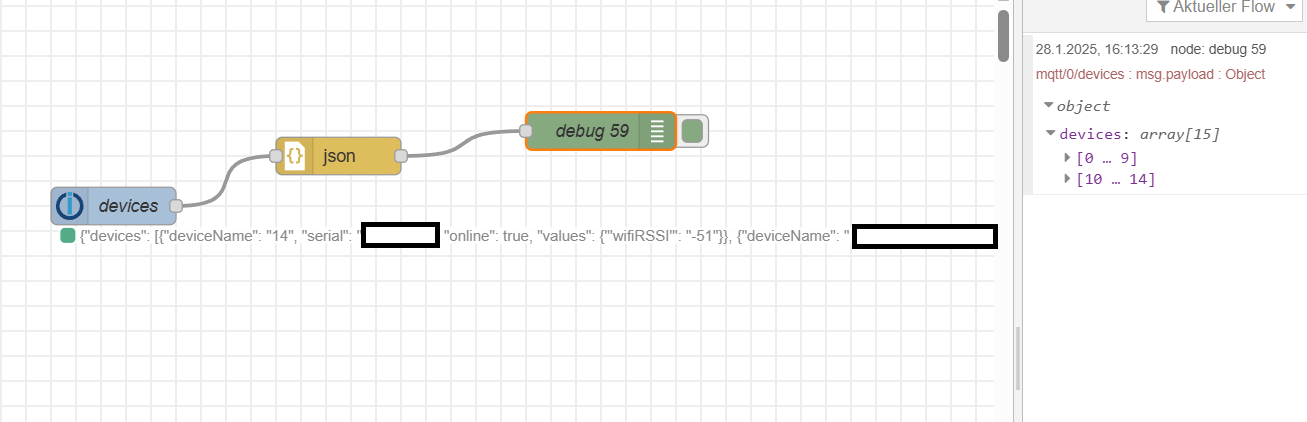 Aktueller Flow
28.1.2025, 16:13:29 node: debug 59
mqtt/0/devices : msg.payload : Object
object
devices: array[15]
[0 … 9]
[10 … 14]
debug 59
json
devices
{"devices": [{"deviceName": "14", "serial": " "online": true, "values": {"'wifiRSSI'": "-51"}}, {"deviceName": "